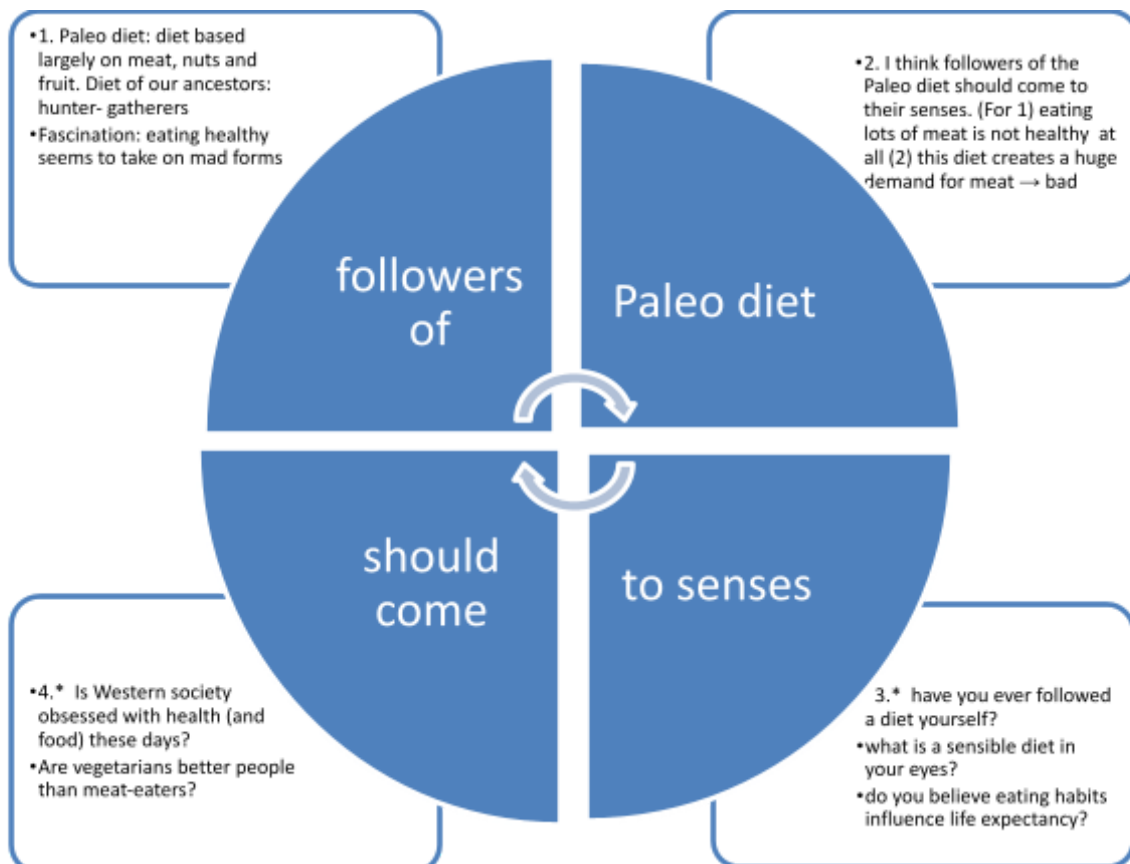 •1. Paleo diet: diet based
largely on meat, nuts and
fruit. Diet of our ancestors:
hunter- gatherers
•Fascination: eating healthy
seems to take on mad forms
•2. I think followers of the
Paleo diet should come to
their senses. (For 1) eating
lots of meat is not healthy at
all (2) this diet creates a huge
demand for meat → bad
followers
of
Paleo diet
should
come
to senses
•4.* Is Western society
obsessed with health (and
food) these days?
•Are vegetarians better people
than meat-eaters?
3.* have you ever followed
a diet yourself?
•what is a sensible diet in
your eyes?
•do you believe eating habits
influence life expectancy?